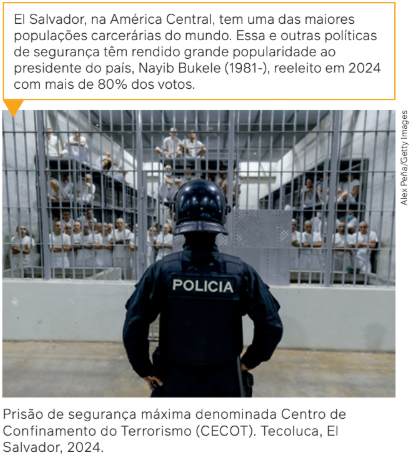 El Salvador, na América Central, tem uma das maiores
populações carcerárias do mundo. Essa e outras políticas
de segurança têm rendido grande popularidade ao
presidente do país, Nayib Bukele (1981-), reeleito em 2024
com mais de 80% dos votos.
Alex Peña/Getty Images
POLICIA
Prisão de segurança máxima denominada Centro de
Confinamento do Terrorismo (CECOT). Tecoluca, El
Salvador, 2024.